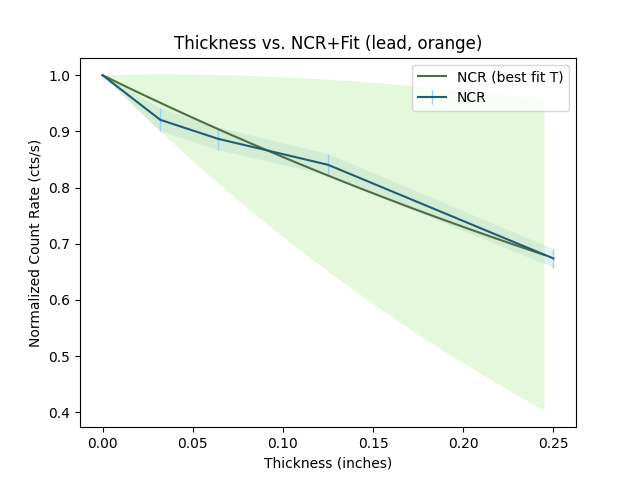 Thickness vs. NCR+Fit (lead, orange)
NCR (best fit T)
NCR
Normalized Count Rate (cts/s)
1.0
0.9
0.8
0.7
0.6
0.5
0.4
0.00 0.05 0.10 0.15 0.20 0.25
Thickness (inches)